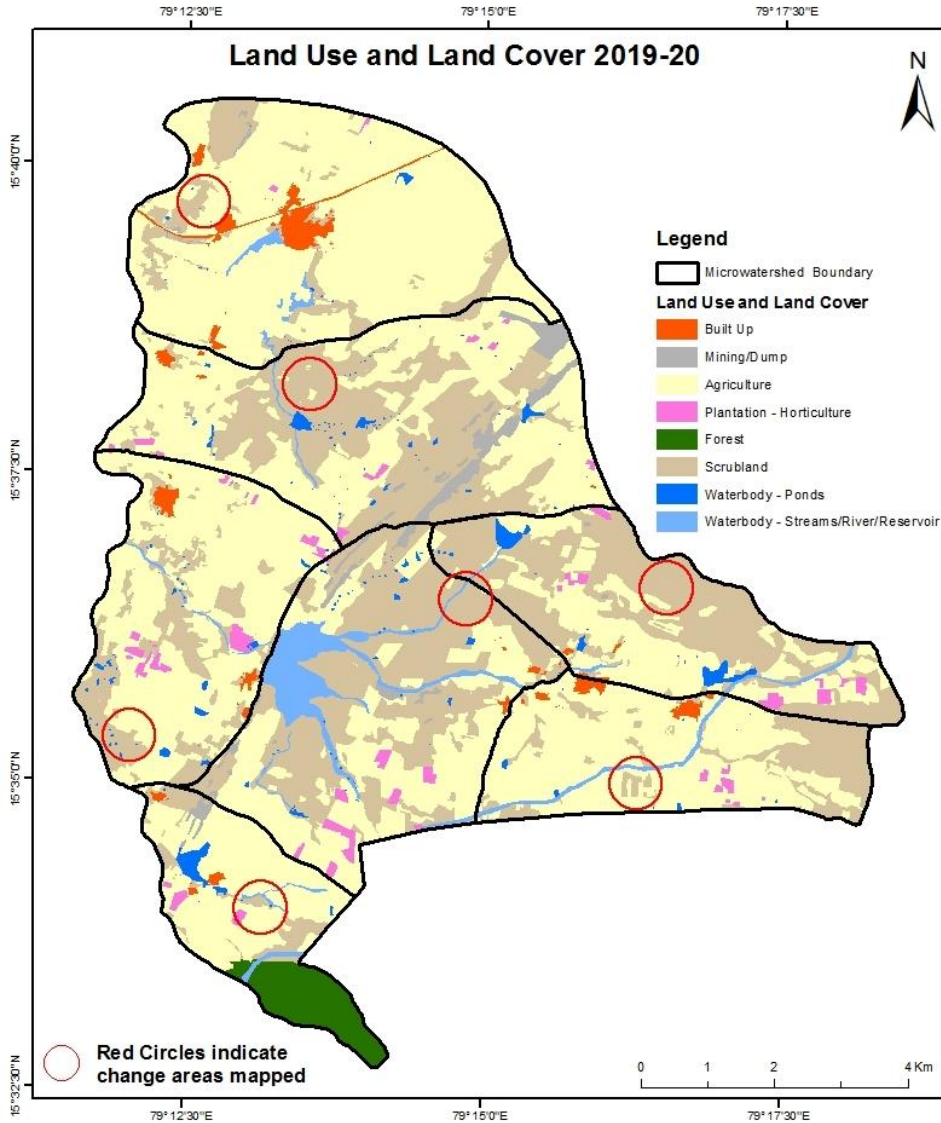 79°12'30"E
79°15'0"E
79°17'30"E
Land Use and Land Cover 2019-20
N
15°40'0"N
15°37'30"N
15°35'0"N
15°32'30"N
Legend
Microwatershed Boundary
Land Use and Land Cover
Built Up
Mining/Dump
Agriculture
Plantation - Horticulture
Forest
Scrubland
Waterbody - Ponds
Waterbody - Streams/River/Reservoir
Red Circles indicate
change areas mapped
0 1 2 4 Km
79°12'30"E
79°15'0"E
79°17'30"E